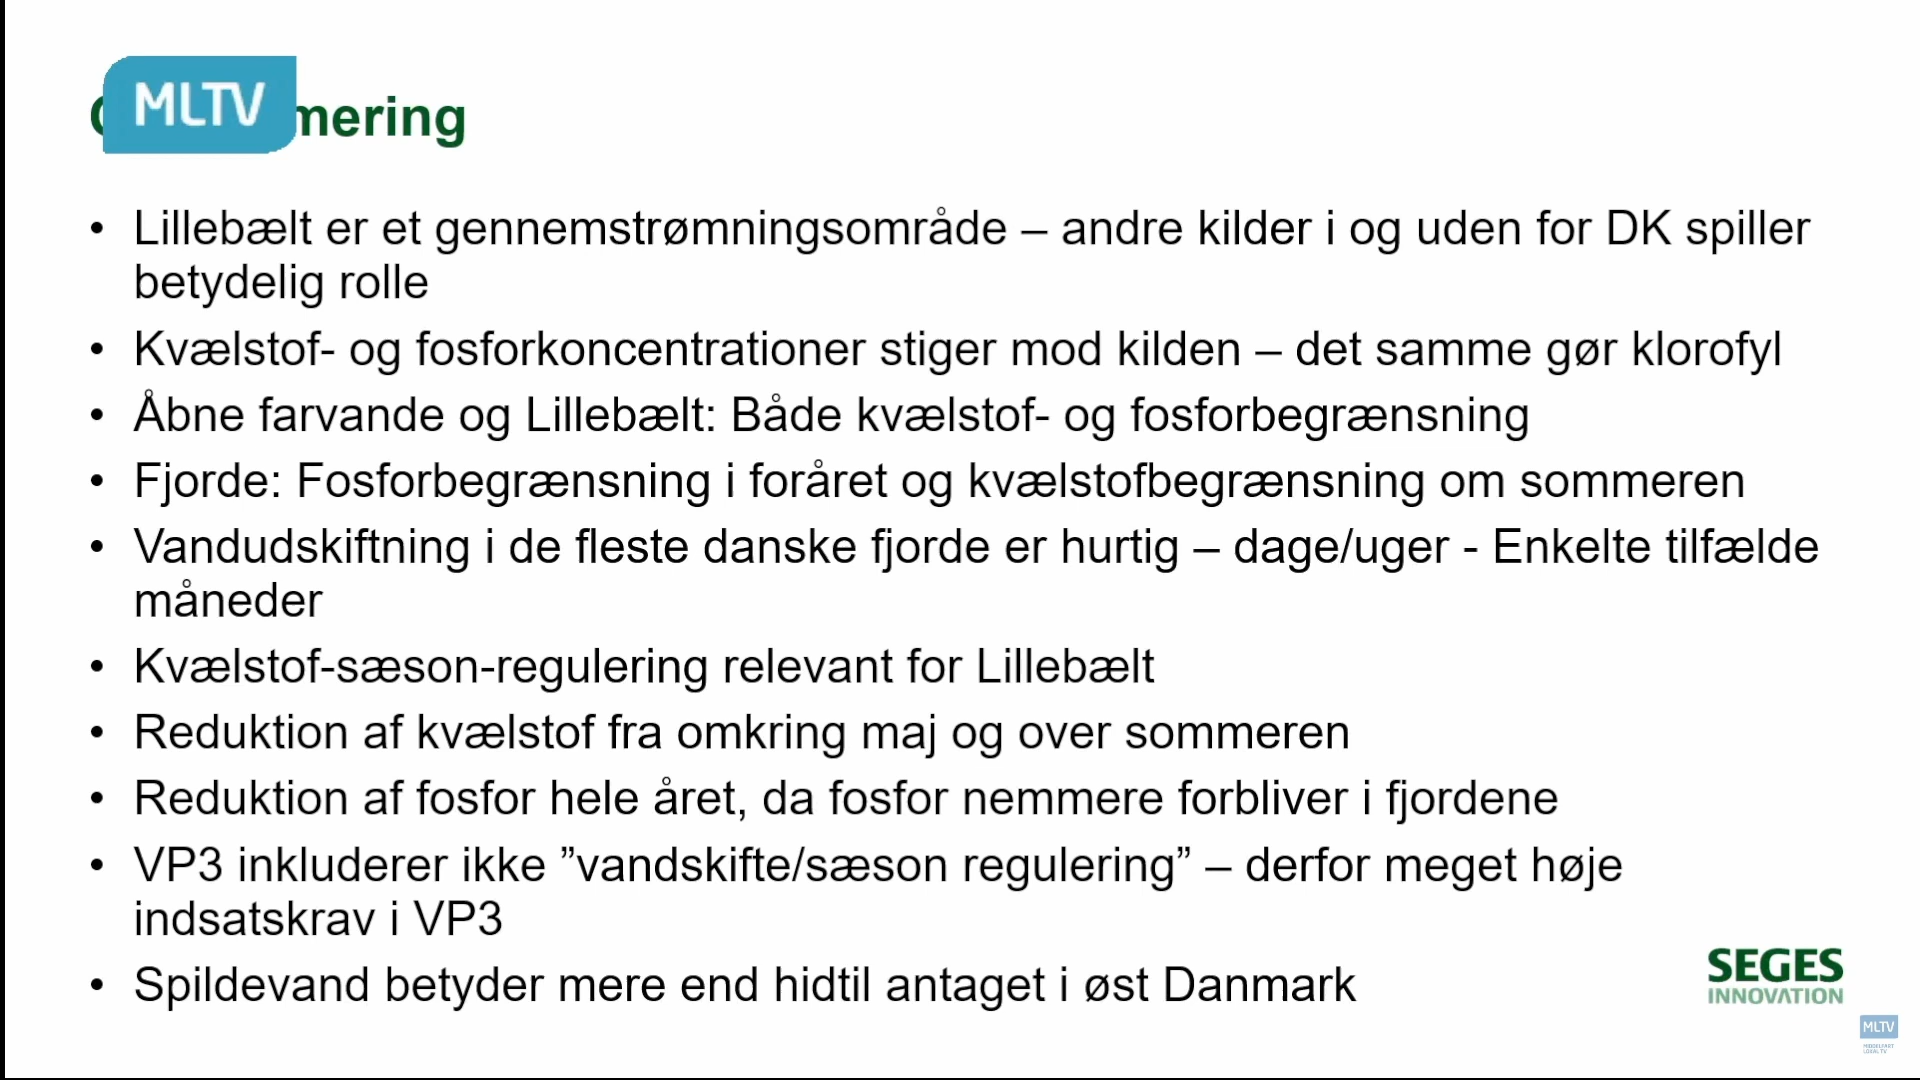 MLTV
mering
• Lillebælt er et gennemstrømningsområde – andre kilder i og uden for DK spiller
betydelig rolle
• Kvælstof- og fosforkoncentrationer stiger mod kilden – det samme gør klorofyl
• Åbne farvande og Lillebælt: Både kvælstof- og fosforbegrænsning
• Fjorde: Fosforbegrænsning i foråret og kvælstofbegrænsning om sommeren
• Vandudskiftning i de fleste danske fjorde er hurtig – dage/uger - Enkelte tilfælde
måneder
• Kvælstof-sæson-regulering relevant for Lillebælt
• Reduktion af kvælstof fra omkring maj og over sommeren
• Reduktion af fosfor hele året, da fosfor nemmere forbliver i fjordene
• VP3 inkluderer ikke ”vandskifte/sæson regulering” – derfor meget høje
indsatskrav i VP3
• Spildevand betyder mere end hidtil antaget i øst Danmark
SEGES
INNOVATION
MLTV
MIDDELFART
LOKAL TV